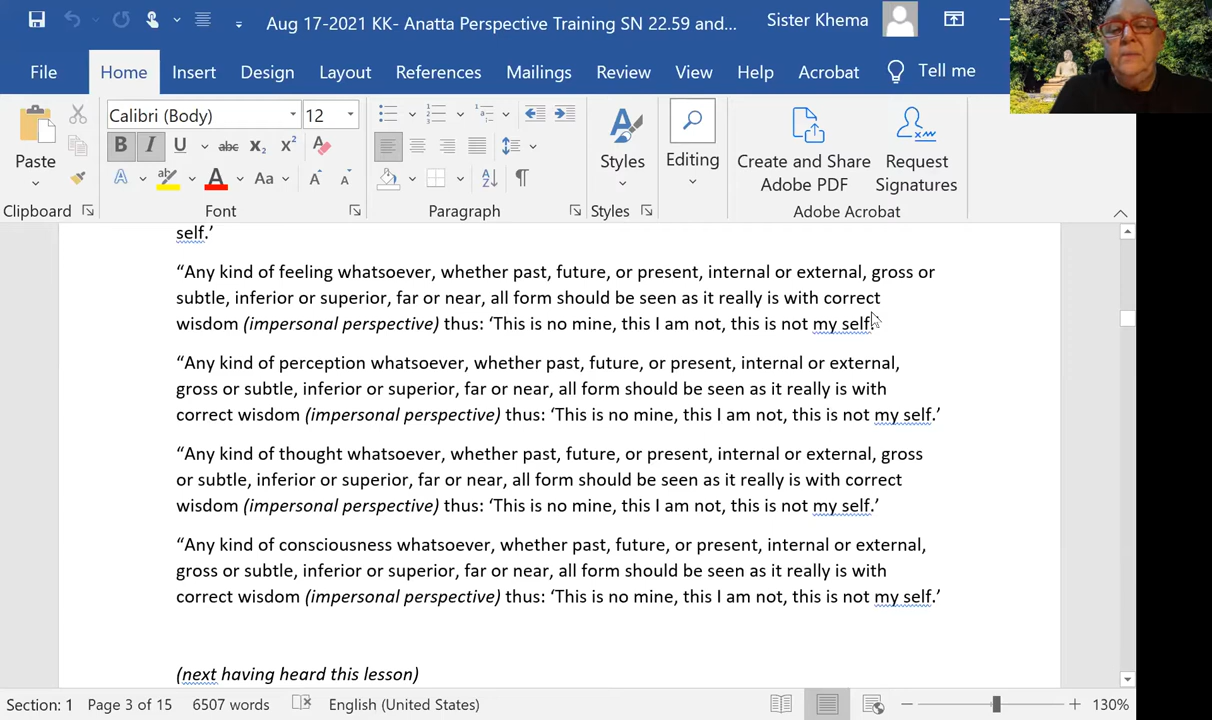 Aug 17-2021 KK- Anatta Perspective Training SN 22.59 and...
Sister Khema
File Home Insert Design Layout References Mailings Review View Help Acrobat Tell me
Calibri (Body) 12
Paste
Styles
Editing
Create and Share Adobe PDF
Request Signatures
Clipboard Font Paragraph Styles Adobe Acrobat
self.’
“Any kind of feeling whatsoever, whether past, future, or present, internal or external, gross or
subtle, inferior or superior, far or near, all form should be seen as it really is with correct
wisdom (impersonal perspective) thus: ‘This is no mine, this I am not, this is not my self.’
“Any kind of perception whatsoever, whether past, future, or present, internal or external,
gross or subtle, inferior or superior, far or near, all form should be seen as it really is with
correct wisdom (impersonal perspective) thus: ‘This is no mine, this I am not, this is not my self.’
“Any kind of thought whatsoever, whether past, future, or present, internal or external, gross
or subtle, inferior or superior, far or near, all form should be seen as it really is with correct
wisdom (impersonal perspective) thus: ‘This is no mine, this I am not, this is not my self.’
“Any kind of consciousness whatsoever, whether past, future, or present, internal or external,
gross or subtle, inferior or superior, far or near, all form should be seen as it really is with
correct wisdom (impersonal perspective) thus: ‘This is no mine, this I am not, this is not my self.’
(next having heard this lesson)
Section: 1 Page 3 of 15 6507 words English (United States) 130%